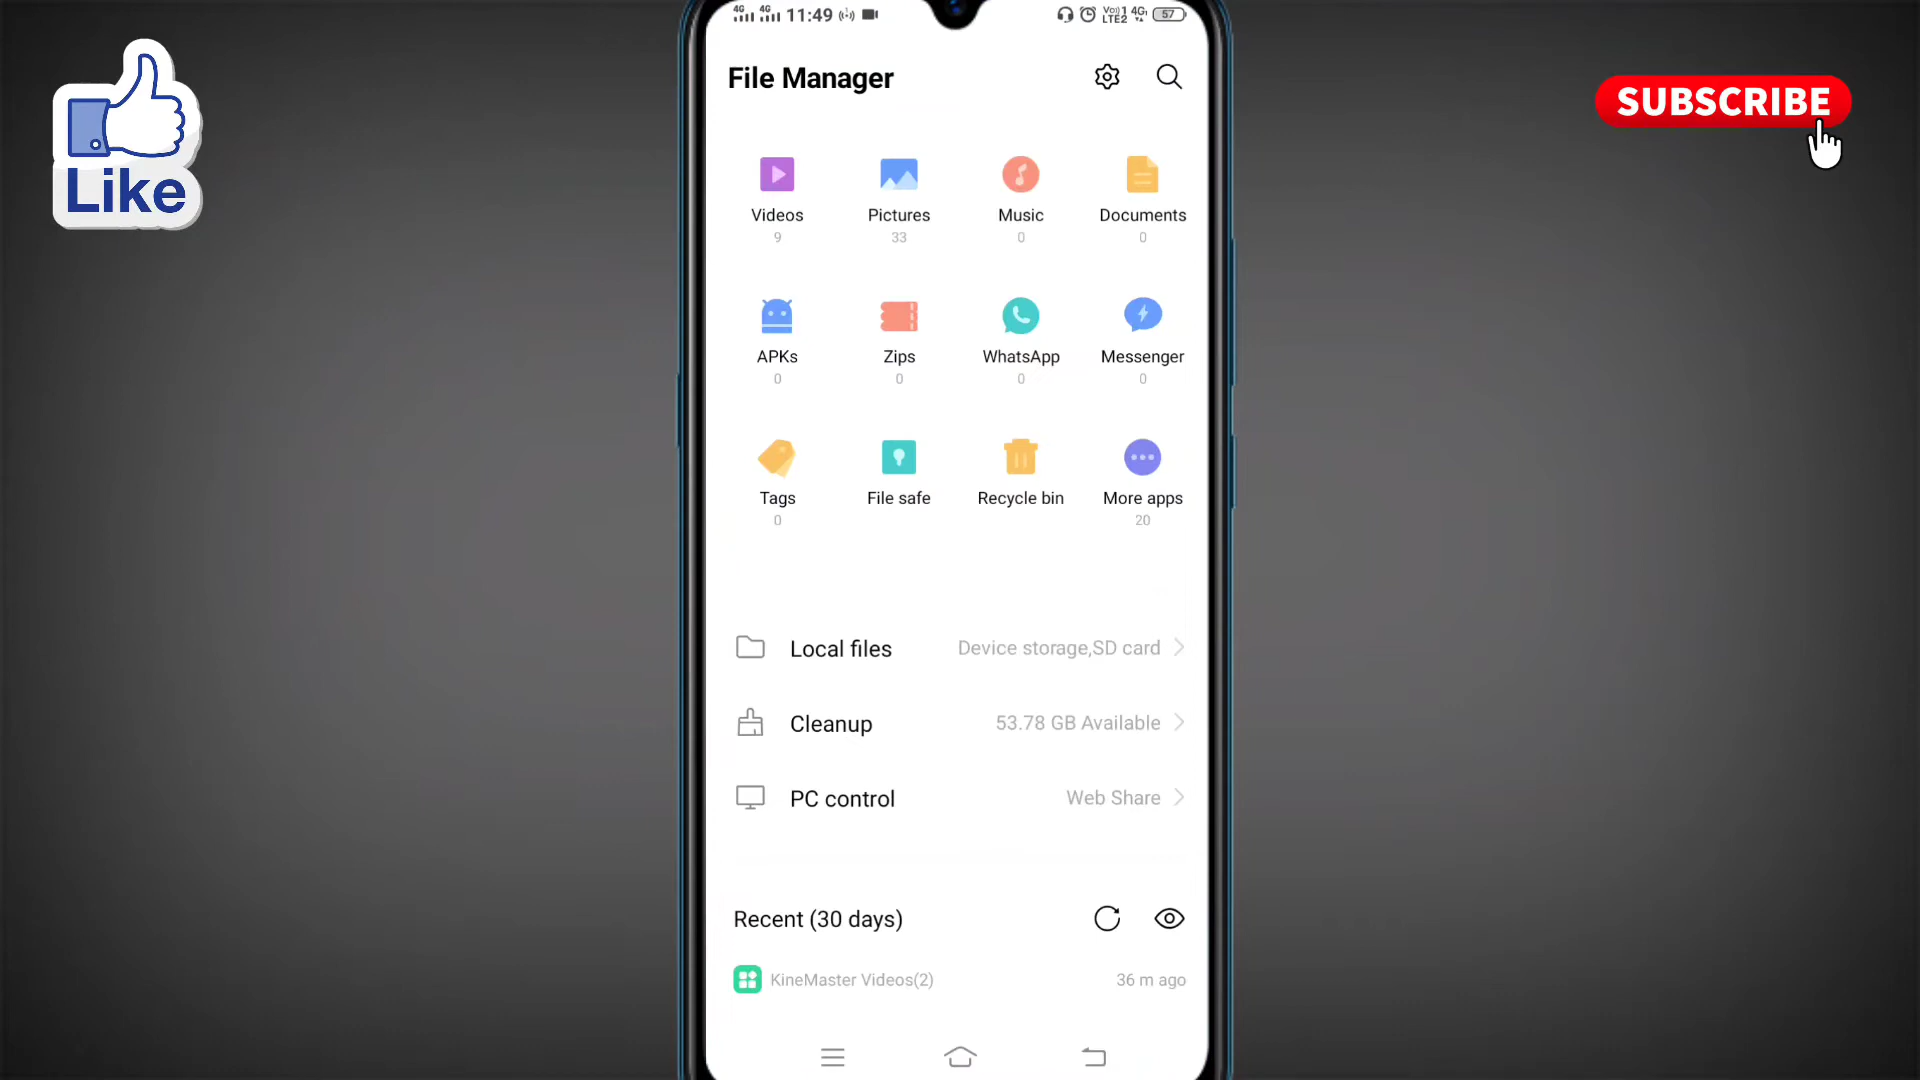 4G 4G 11:49 57
File Manager
Like
SUBSCRIBE
Videos Pictures Music Documents
9 33 0 0
APKs Zips WhatsApp Messenger
0 0 0 0
Tags File safe Recycle bin More apps
0 20
Local files Device storage,SD card
Cleanup 53.78 GB Available
PC control Web Share
Recent (30 days)
KineMaster Videos(2) 36 m ago